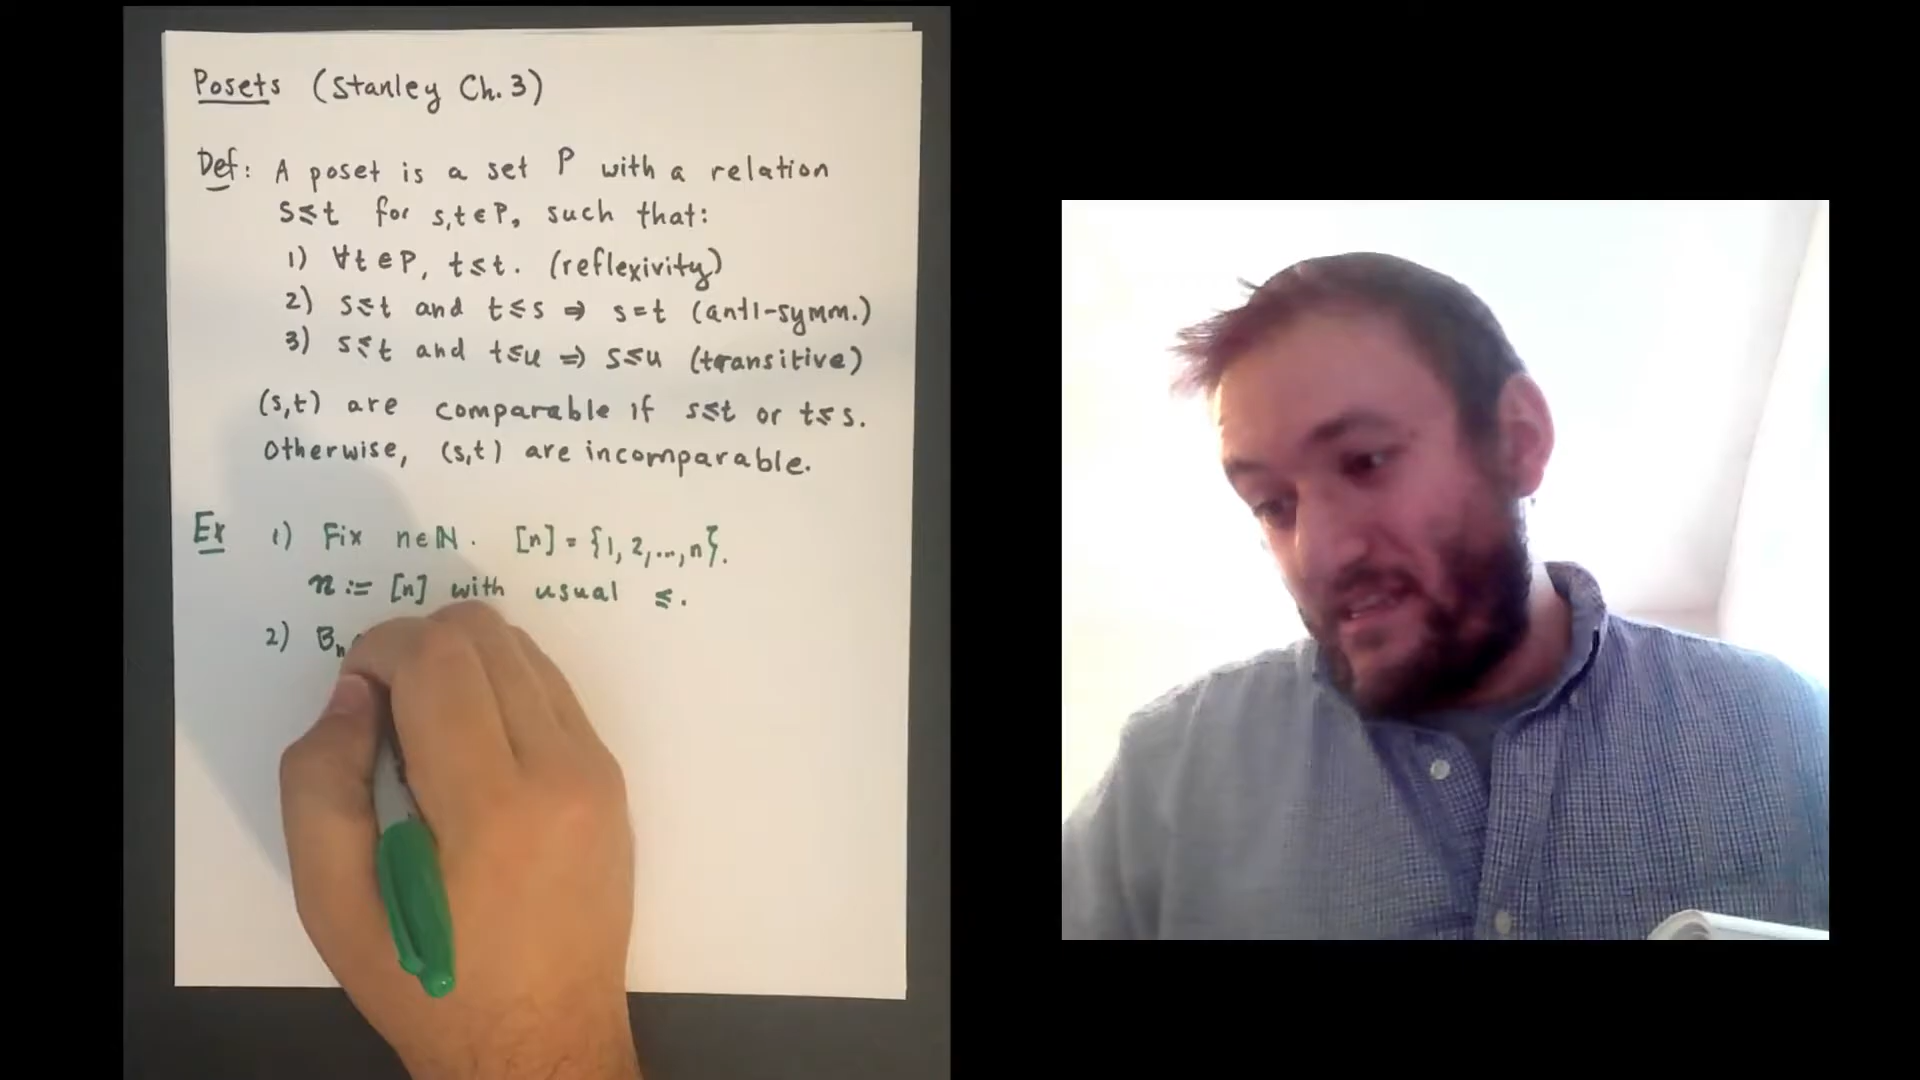 Posets (Stanley Ch. 3)
Def: A poset is a set P with a relation
s≤t for s,t∈P, such that:
1) ∀t∈P, t≤t. (reflexivity)
2) s≤t and t≤s ⇒ s=t (anti-symm.)
3) s≤t and t≤u ⇒ s≤u (transitive)
(s,t) are comparable if s≤t or t≤s.
Otherwise, (s,t) are incomparable.
Ex 1) Fix n∈ℕ. [n] = {1, 2, ..., n}.
n := [n] with usual ≤.
2) Bₙ